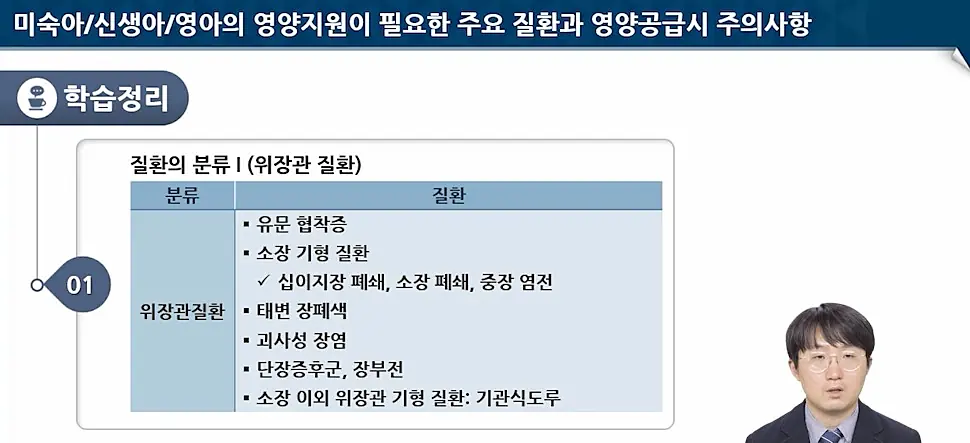 미숙아/신생아/영아의 영양지원이 필요한 주요 질환과 영양공급시 주의사항
학습정리
질환의 분류 I (위장관 질환)
분류 질환
01
위장관질환
▪ 유문 협착증
▪ 소장 기형 질환
✓ 십이지장 폐쇄, 소장 폐쇄, 중장 염전
▪ 태변 장폐색
▪ 괴사성 장염
▪ 단장증후군, 장부전
▪ 소장 이외 위장관 기형 질환: 기관식도루